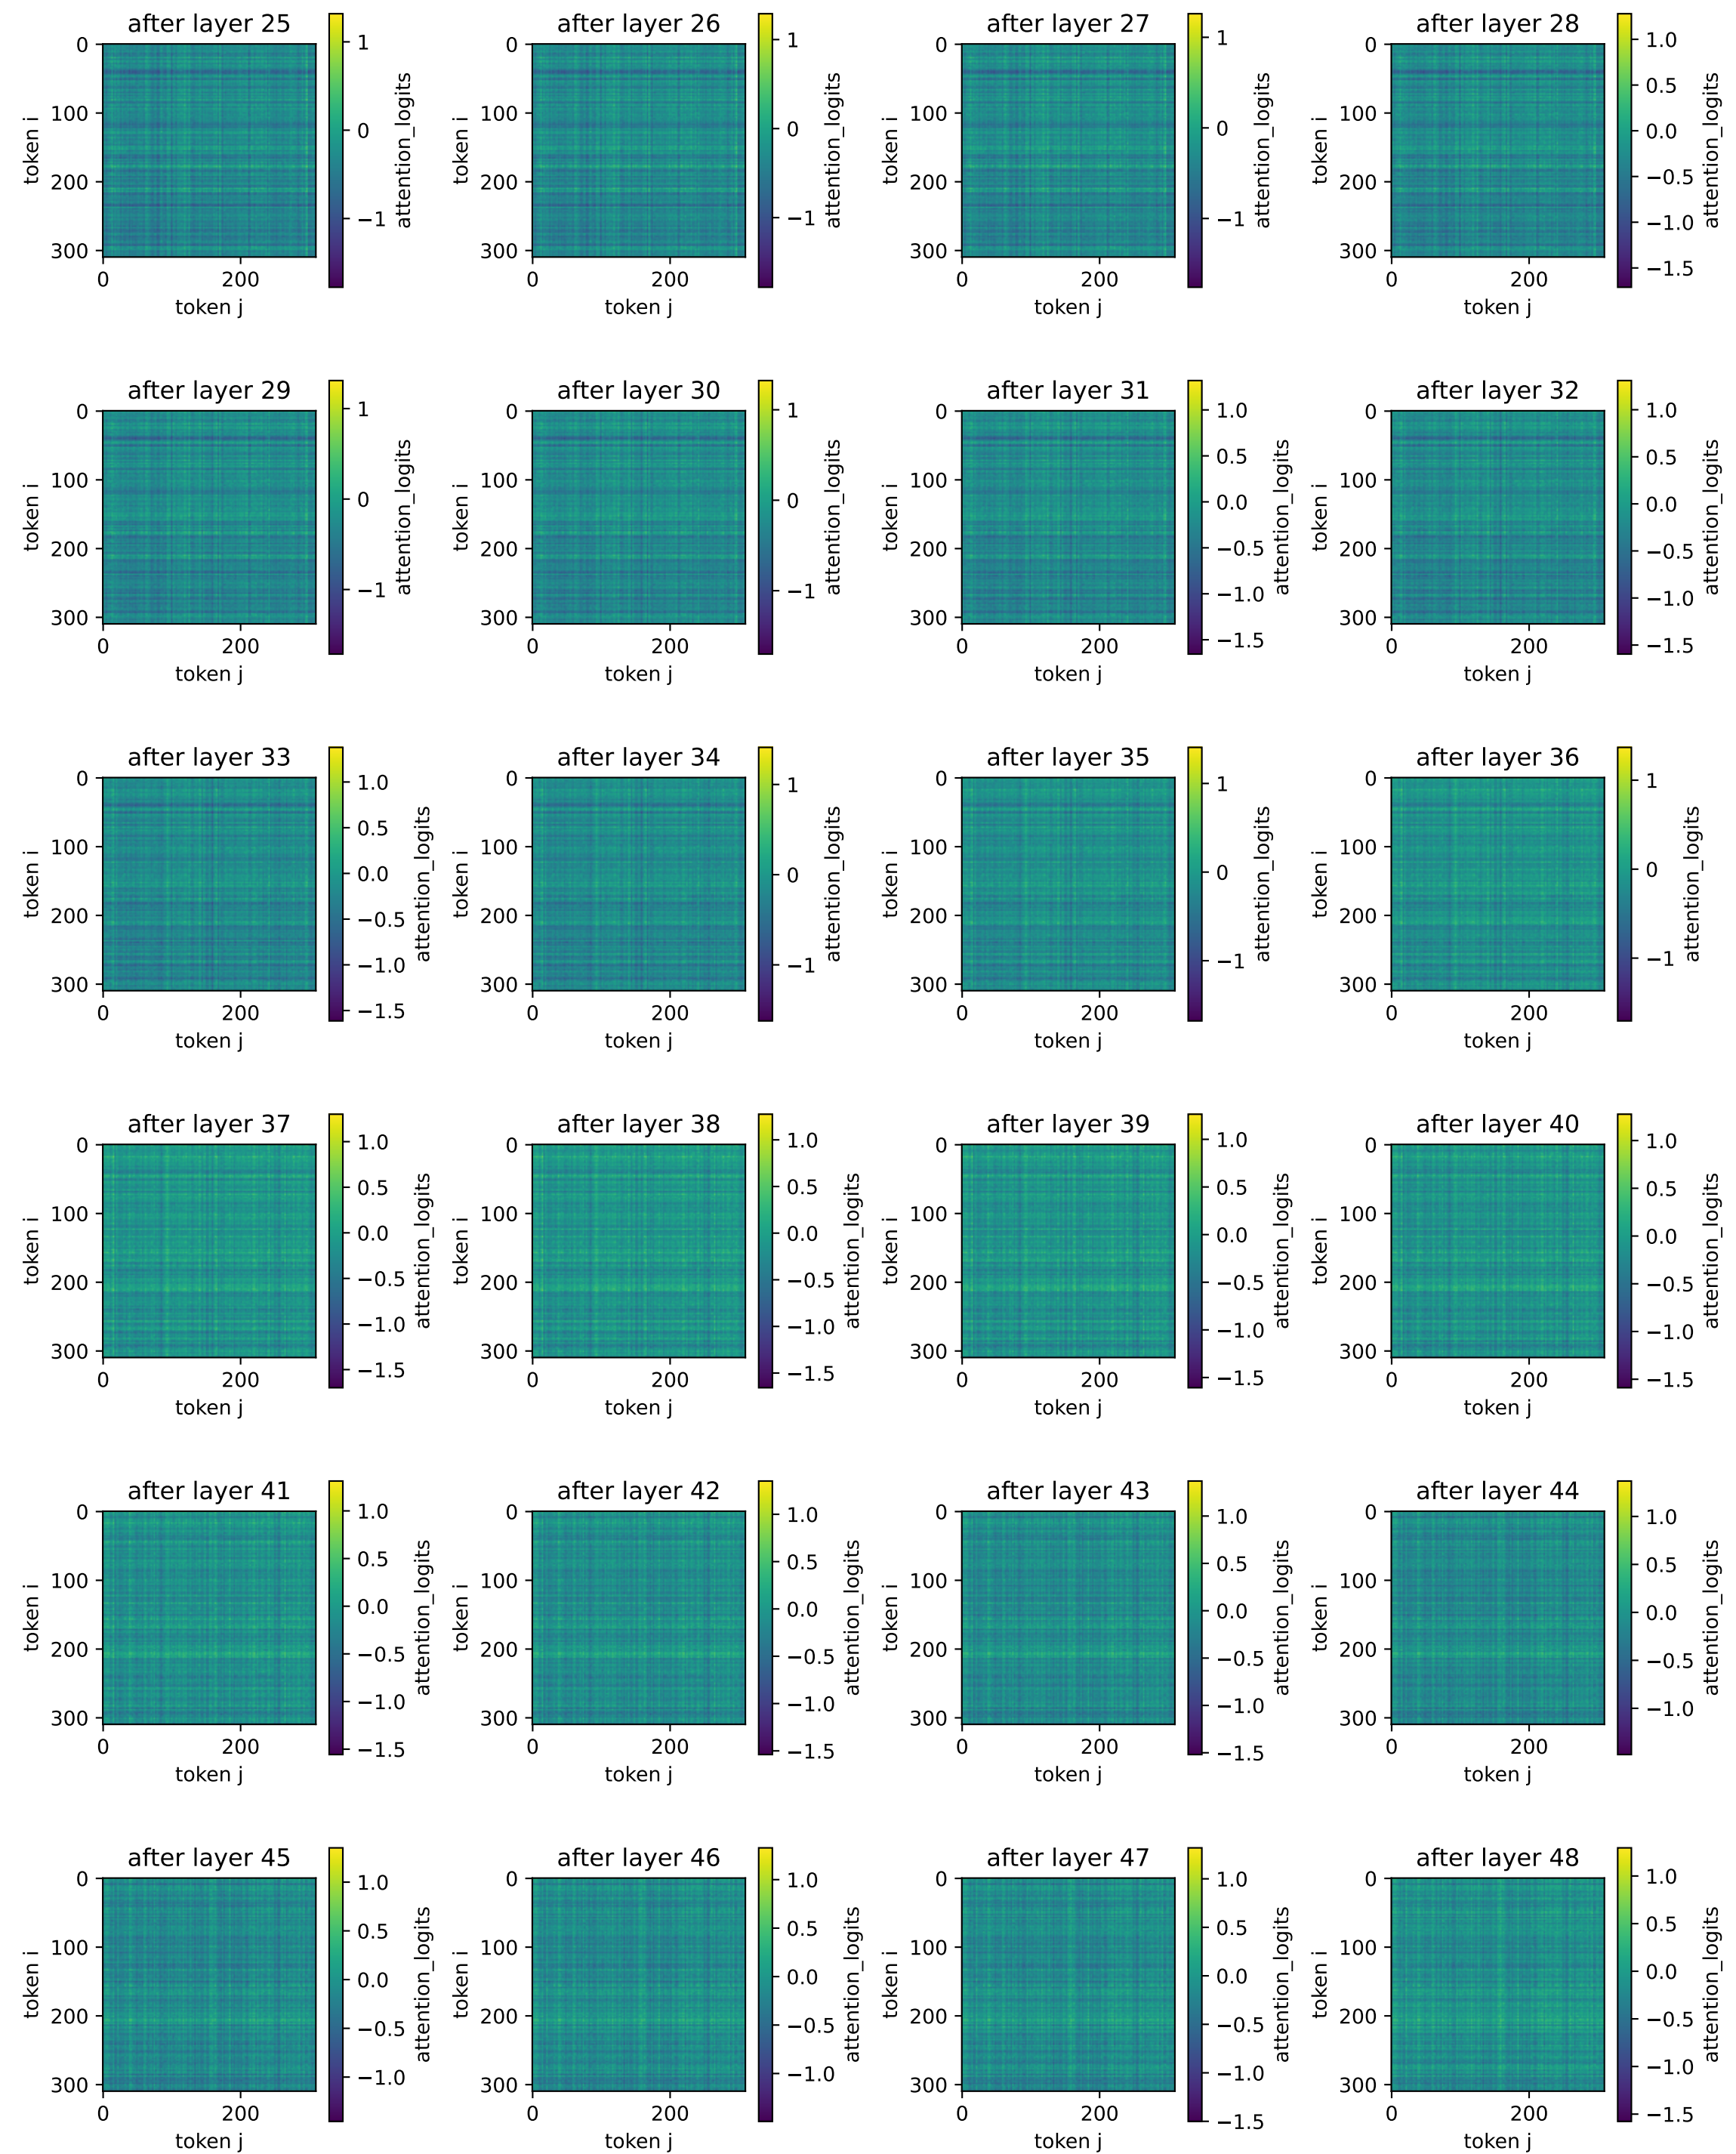 after layer 25
0
100
200
300
token i
0 200
token j
1
0
−1
attention_logits
after layer 26
0
100
200
300
token i
0 200
token j
1
0
−1
attention_logits
after layer 27
0
100
200
300
token i
0 200
token j
1
0
−1
attention_logits
after layer 28
0
100
200
300
token i
0 200
token j
1.0
0.5
0.0
−0.5
−1.0
−1.5
attention_logits
after layer 29
0
100
200
300
token i
0 200
token j
1
0
−1
attention_logits
after layer 30
0
100
200
300
token i
0 200
token j
1
0
−1
attention_logits
after layer 31
0
100
200
300
token i
0 200
token j
1.0
0.5
0.0
−0.5
−1.0
−1.5
attention_logits
after layer 32
0
100
200
300
token i
0 200
token j
1.0
0.5
0.0
−0.5
−1.0
−1.5
attention_logits
after layer 33
0
100
200
300
token i
0 200
token j
1.0
0.5
0.0
−0.5
−1.0
−1.5
attention_logits
after layer 34
0
100
200
300
token i
0 200
token j
1
0
−1
attention_logits
after layer 35
0
100
200
300
token i
0 200
token j
1
0
−1
attention_logits
after layer 36
0
100
200
300
token i
0 200
token j
1
0
−1
attention_logits
after layer 37
0
100
200
300
token i
0 200
token j
1.0
0.5
0.0
−0.5
−1.0
−1.5
attention_logits
after layer 38
0
100
200
300
token i
0 200
token j
1.0
0.5
0.0
−0.5
−1.0
−1.5
attention_logits
after layer 39
0
100
200
300
token i
0 200
token j
1.0
0.5
0.0
−0.5
−1.0
−1.5
attention_logits
after layer 40
0
100
200
300
token i
0 200
token j
1.0
0.5
0.0
−0.5
−1.0
−1.5
attention_logits
after layer 41
0
100
200
300
token i
0 200
token j
1.0
0.5
0.0
−0.5
−1.0
−1.5
attention_logits
after layer 42
0
100
200
300
token i
0 200
token j
1.0
0.5
0.0
−0.5
−1.0
−1.5
attention_logits
after layer 43
0
100
200
300
token i
0 200
token j
1.0
0.5
0.0
−0.5
−1.0
−1.5
attention_logits
after layer 44
0
100
200
300
token i
0 200
token j
1.0
0.5
0.0
−0.5
−1.0
attention_logits
after layer 45
0
100
200
300
token i
0 200
token j
1.0
0.5
0.0
−0.5
−1.0
attention_logits
after layer 46
0
100
200
300
token i
0 200
token j
1.0
0.5
0.0
−0.5
−1.0
attention_logits
after layer 47
0
100
200
300
token i
0 200
token j
1.0
0.5
0.0
−0.5
−1.0
−1.5
attention_logits
after layer 48
0
100
200
300
token i
0 200
token j
1.0
0.5
0.0
−0.5
−1.0
−1.5
attention_logits